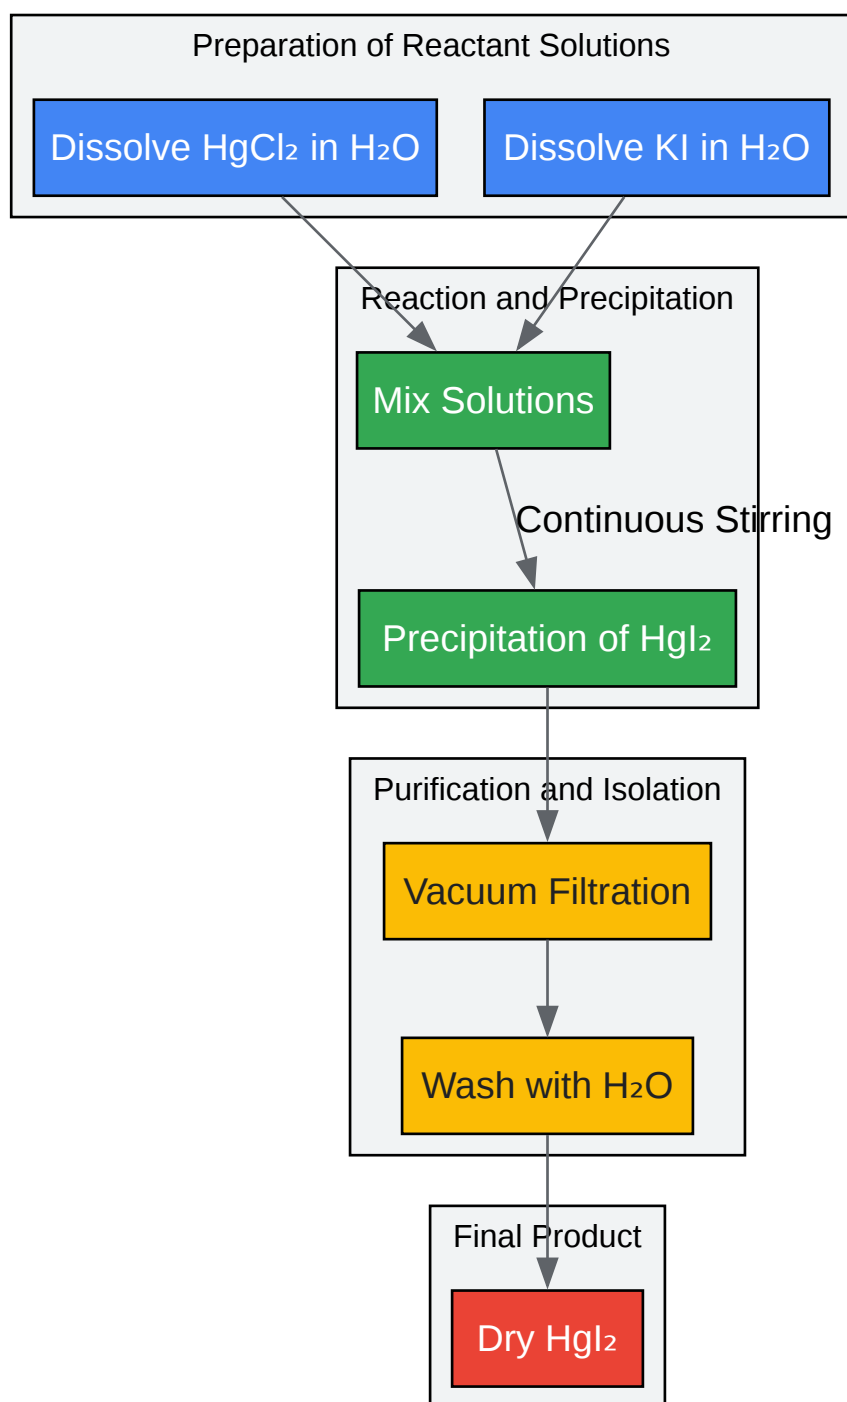 Preparation of Reactant Solutions
Dissolve HgCl₂ in H₂O
Dissolve KI in H₂O
Reaction and Precipitation
Mix Solutions
Continuous Stirring
Precipitation of HgI₂
Purification and Isolation
Vacuum Filtration
Wash with H₂O
Final Product
Dry HgI₂